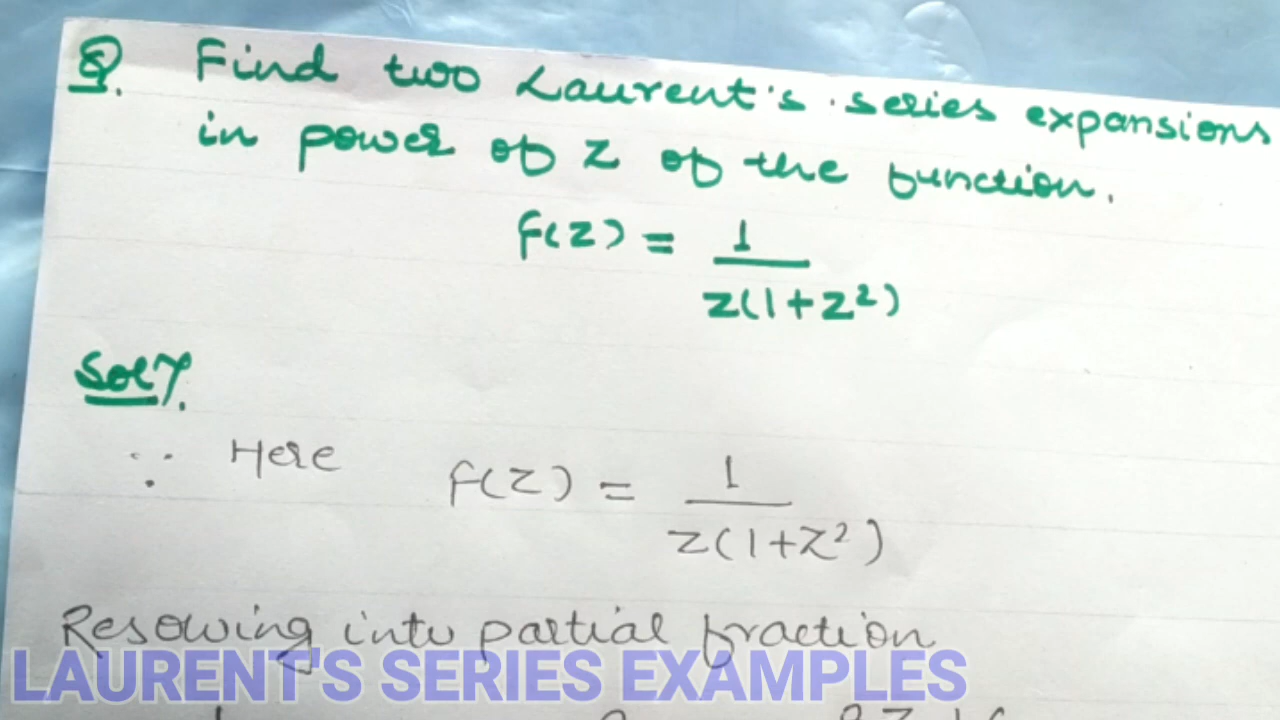 Q. Find two Laurent's series expansions
in power of z of the function.
f(z) = 1/z(1+z²)
Solⁿ.
∵ Here f(z) = 1/z(1+z²)
Resolving into partial fraction
LAURENT'S SERIES EXAMPLES